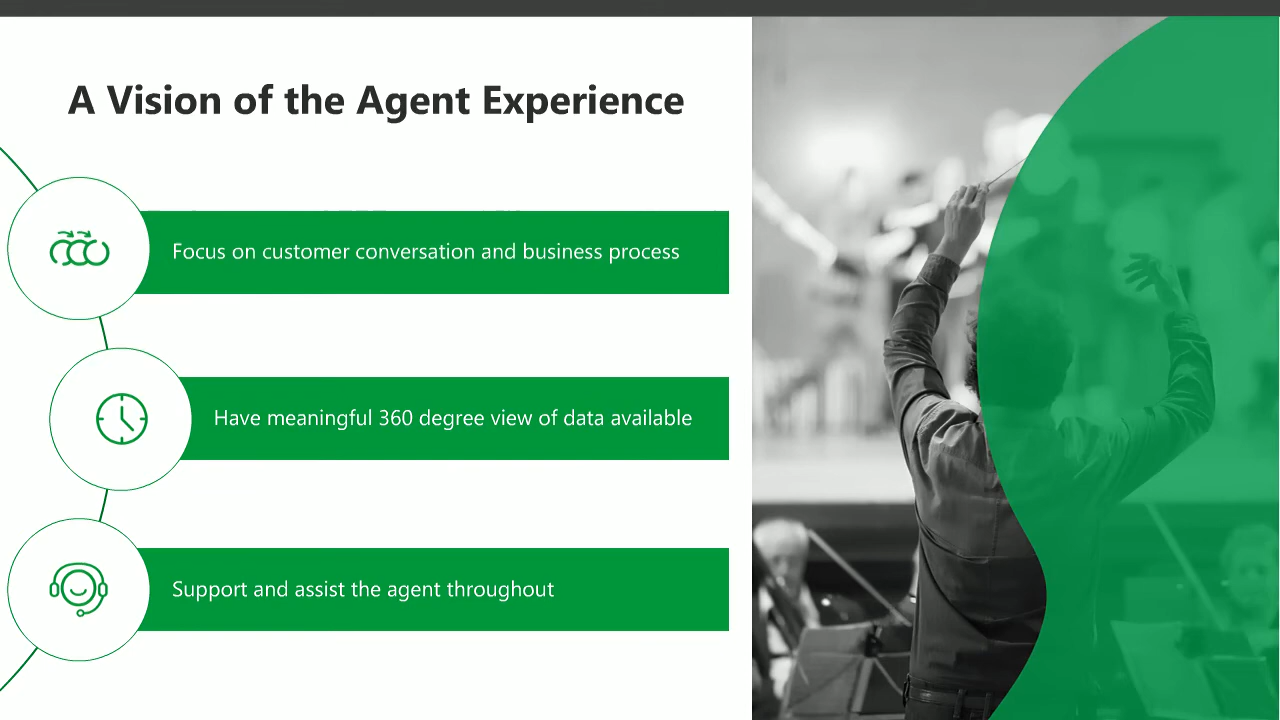 A Vision of the Agent Experience
Focus on customer conversation and business process
Have meaningful 360 degree view of data available
Support and assist the agent throughout